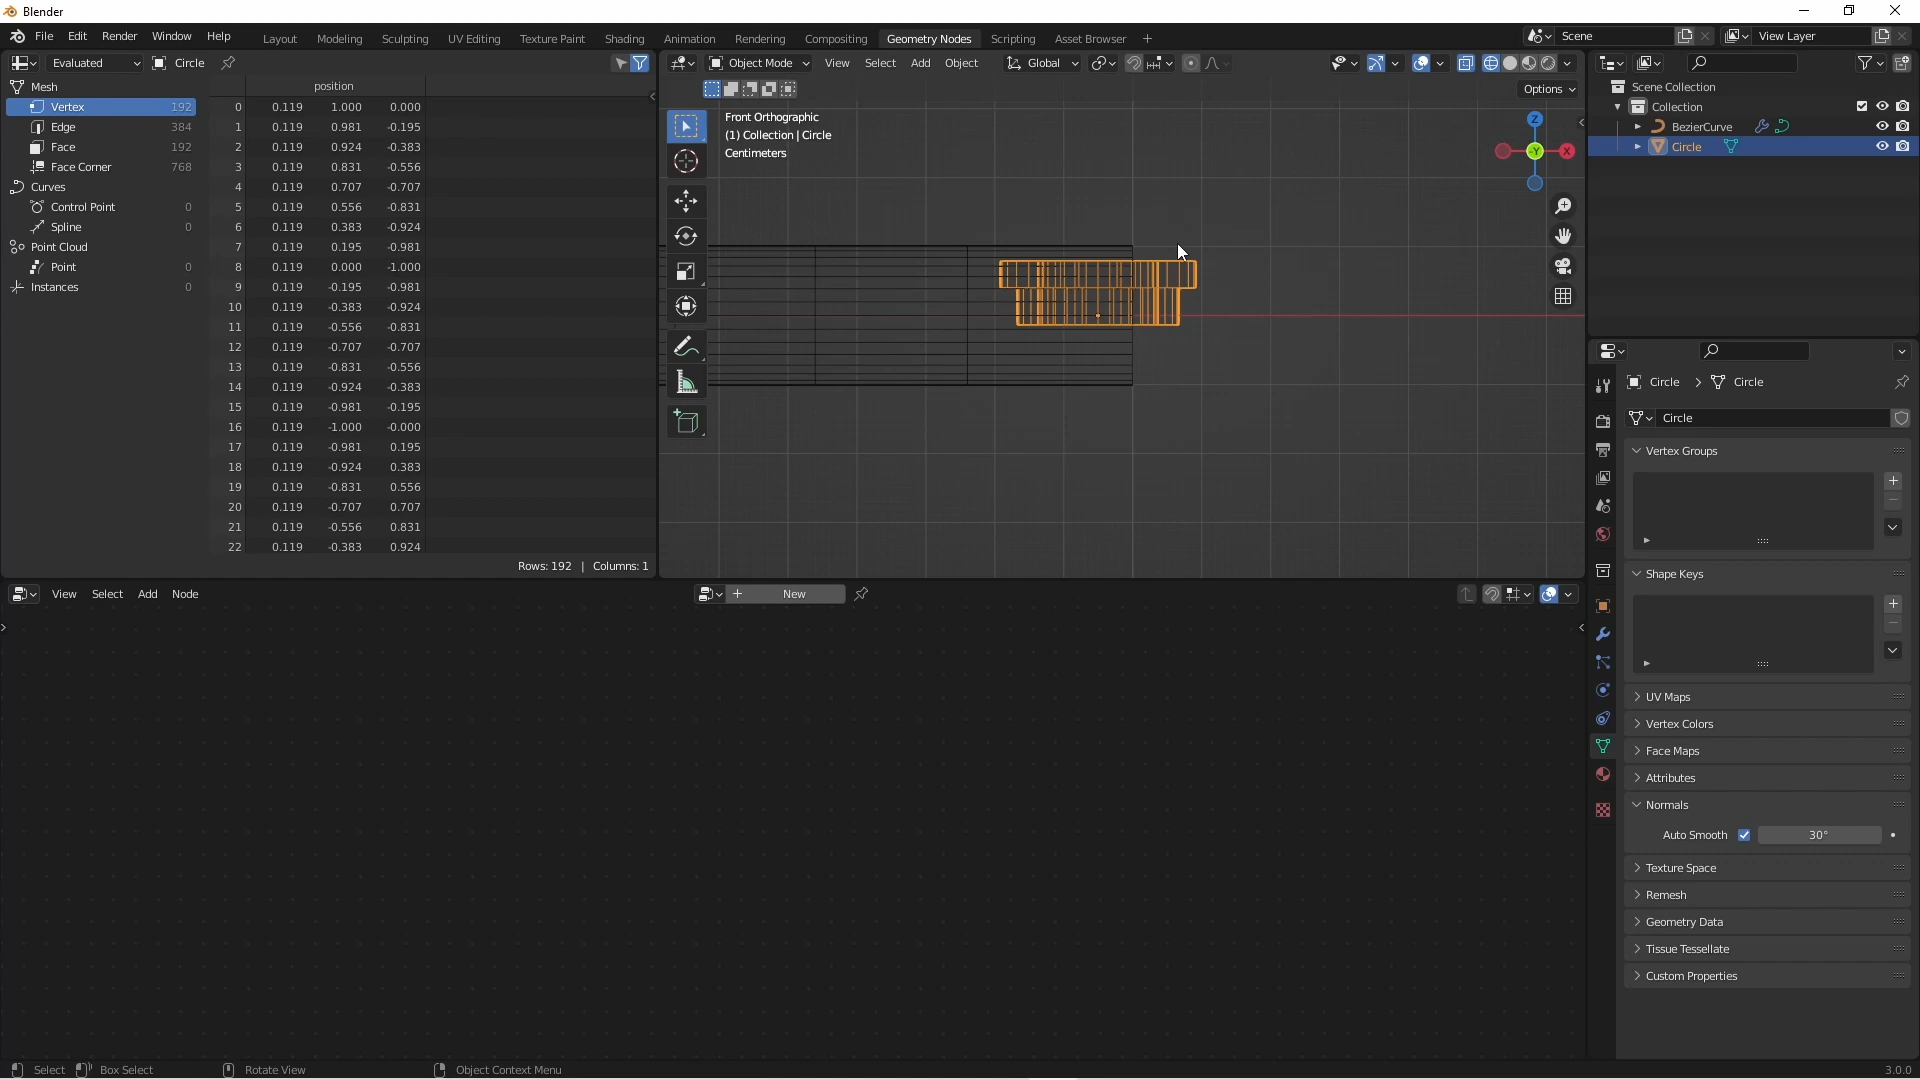 Blender
File Edit Render Window Help Layout Modeling Sculpting UV Editing Texture Paint Shading Animation Rendering Compositing Geometry Nodes Scripting Asset Browser + Scene View Layer
Evaluated Circle
Object Mode View Select Add Object Global
Options
Mesh
Vertex 192
Edge 384
Face 192
Face Corner 768
Curves
Control Point 0
Spline 0
Point Cloud
Point 0
Instances 0
position
0 0.119 1.000 0.000
1 0.119 0.981 -0.195
2 0.119 0.924 -0.383
3 0.119 0.831 -0.556
4 0.119 0.707 -0.707
5 0.119 0.556 -0.831
6 0.119 0.383 -0.924
7 0.119 0.195 -0.981
8 0.119 0.000 -1.000
9 0.119 -0.195 -0.981
10 0.119 -0.383 -0.924
11 0.119 -0.556 -0.831
12 0.119 -0.707 -0.707
13 0.119 -0.831 -0.556
14 0.119 -0.924 -0.383
15 0.119 -0.981 -0.195
16 0.119 -1.000 -0.000
17 0.119 -0.981 0.195
18 0.119 -0.924 0.383
19 0.119 -0.831 0.556
20 0.119 -0.707 0.707
21 0.119 -0.556 0.831
22 0.119 -0.383 0.924
Rows: 192 | Columns: 1
Front Orthographic
(1) Collection | Circle
Centimeters
Z
-Y
X
Scene Collection
Collection
BezierCurve
Circle
Circle > Circle
Circle
Vertex Groups
Shape Keys
UV Maps
Vertex Colors
Face Maps
Attributes
Normals
Auto Smooth 30°
Texture Space
Remesh
Geometry Data
Tissue Tessellate
Custom Properties
View Select Add Node + New
Select Box Select Rotate View Object Context Menu 3.0.0